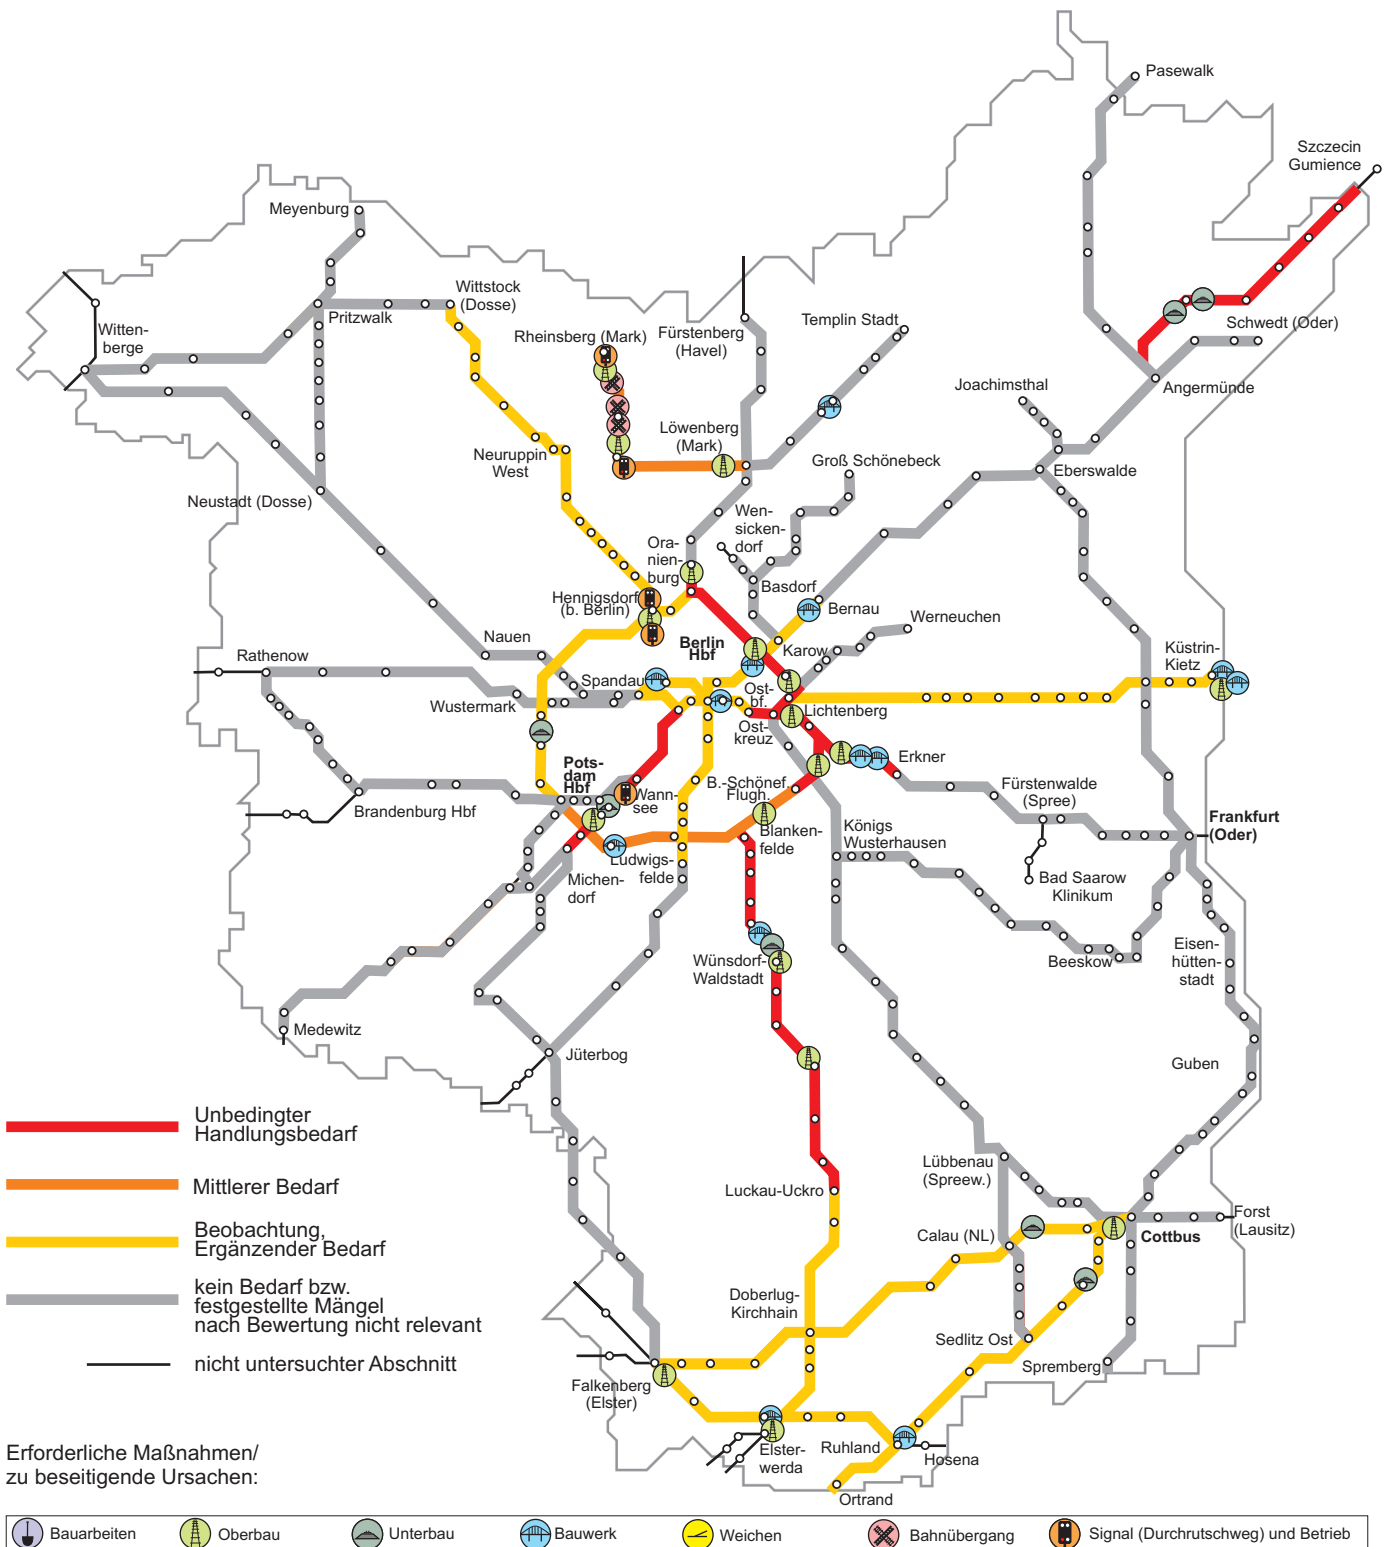 Pasewalk
Szczecin
Gumience
Meyenburg
Wittstock
(Dosse)
Pritzwalk
Witten-
berge
Rheinsberg (Mark)
Fürstenberg
(Havel)
Templin Stadt
Schwedt (Oder)
Angermünde
Joachimsthal
Löwenberg
(Mark)
Neuruppin
West
Groß Schönebeck
Eberswalde
Neustadt (Dosse)
Wen-
sicken-
dorf
Ora-
nien-
burg
Basdorf
Hennigsdorf
(b. Berlin)
Bernau
Werneuchen
Nauen
Berlin
Hbf
Karow
Küstrin-
Kietz
Rathenow
Spandau
Wustermark
Ost-
bf.
Lichtenberg
Ost-
kreuz
Erkner
Pots-
dam
Hbf
B.-Schönef.
Flugh.
Wann-
see
Fürstenwalde
(Spree)
Brandenburg Hbf
Blanken-
felde
Königs
Wusterhausen
Frankfurt
(Oder)
Ludwigs-
felde
Michen-
dorf
Bad Saarow
Klinikum
Wünsdorf-
Waldstadt
Beeskow
Eisen-
hütten-
stadt
Medewitz
Jüterbog
Guben
Unbedingter
Handlungsbedarf
Lübbenau
(Spreew.)
Mittlerer Bedarf
Luckau-Uckro
Forst
(Lausitz)
Beobachtung,
Ergänzender Bedarf
Calau (NL)
Cottbus
kein Bedarf bzw.
festgestellte Mängel
nach Bewertung nicht relevant
Doberlug-
Kirchhain
Sedlitz Ost
Spremberg
nicht untersuchter Abschnitt
Falkenberg
(Elster)
Elster-
werda
Ruhland
Hosena
Ortrand
Erforderliche Maßnahmen/
zu beseitigende Ursachen:
Bauarbeiten Oberbau Unterbau Bauwerk Weichen Bahnübergang Signal (Durchrutschweg) und Betrieb